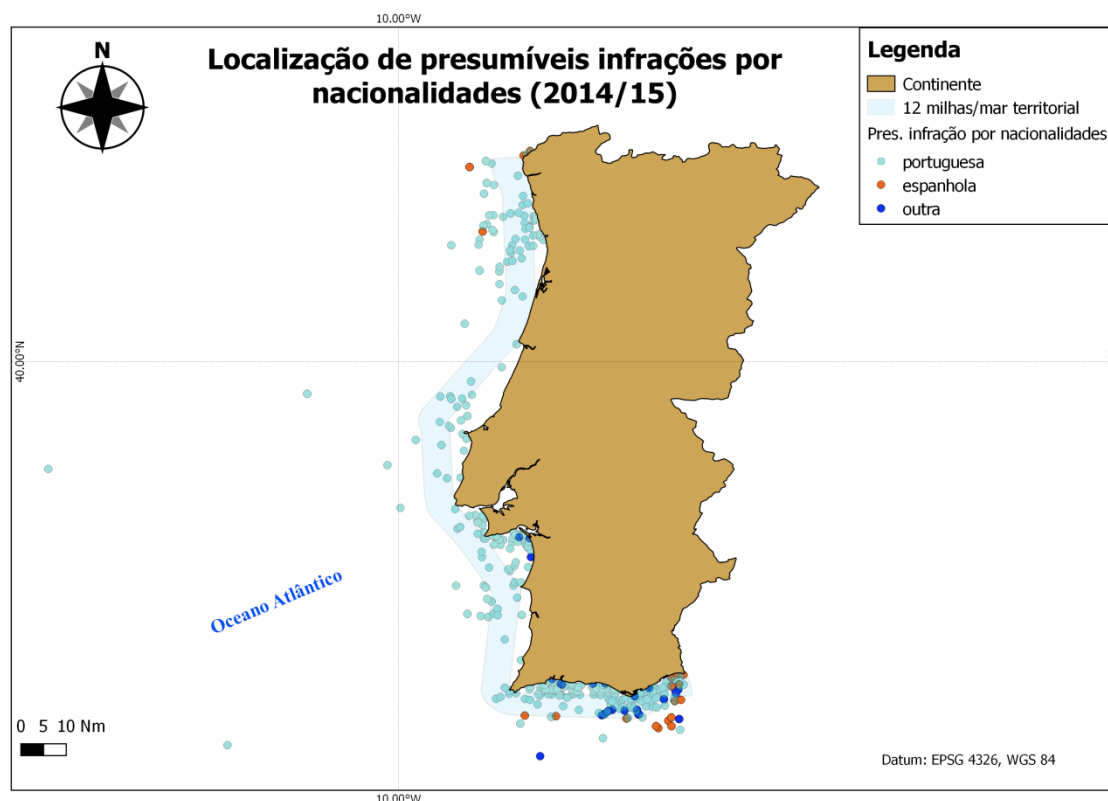 10.00°W
Localização de presumíveis infrações por
nacionalidades (2014/15)
N
Legenda
Continente
12 milhas/mar territorial
Pres. infração por nacionalidades
portuguesa
espanhola
outra
40.00°N
Oceano Atlântico
0 5 10 Nm
Datum: EPSG 4326, WGS 84
10.00°W